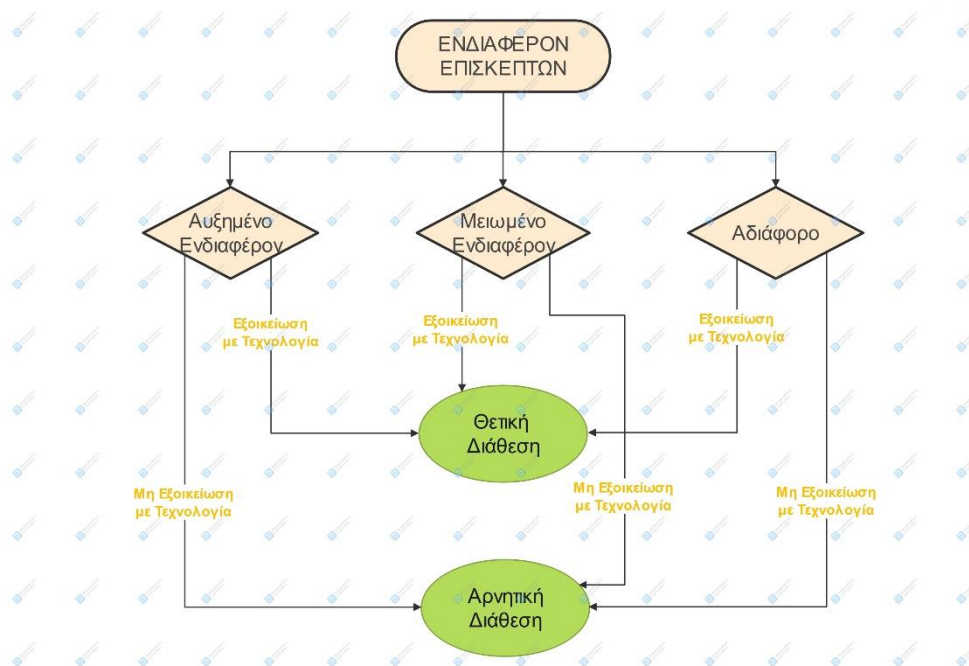 ΕΝΔΙΑΦΕΡΟΝ
ΕΠΙΣΚΕΠΤΩΝ
Αυξημένο
Ενδιαφέρον
Μειωμένο
Ενδιαφέρον
Αδιάφορο
Εξοικείωση
με Τεχνολογία
Εξοικείωση
με Τεχνολογία
Εξοικείωση
με Τεχνολογία
Θετική
Διάθεση
Μη Εξοικείωση
με Τεχνολογία
Μη Εξοικείωση
με Τεχνολογία
Μη Εξοικείωση
με Τεχνολογία
Αρνητική
Διάθεση